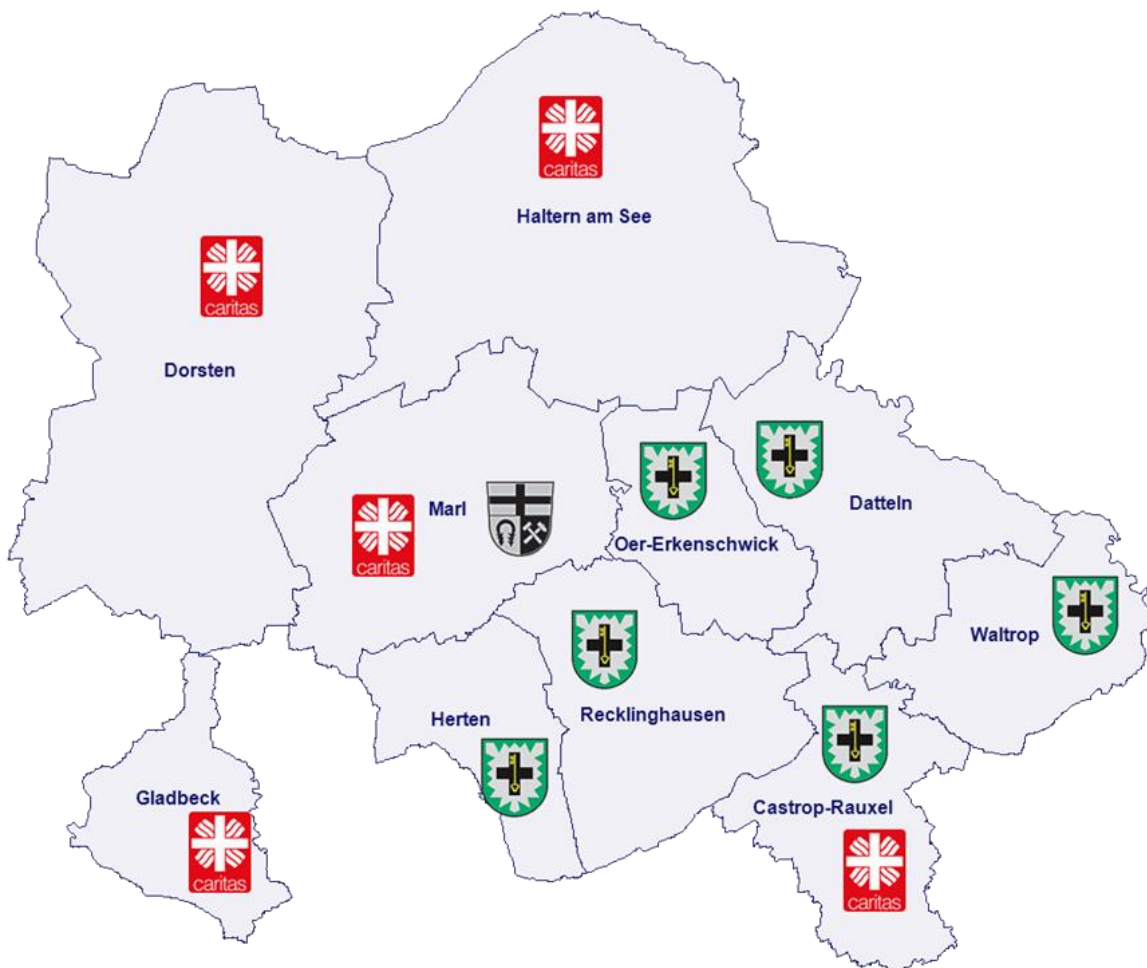 caritas
Haltern am See
caritas
Dorsten
Marl
caritas
Oer-Erkenschwick
Datteln
Waltrop
Herten
Recklinghausen
Gladbeck
caritas
Castrop-Rauxel
caritas